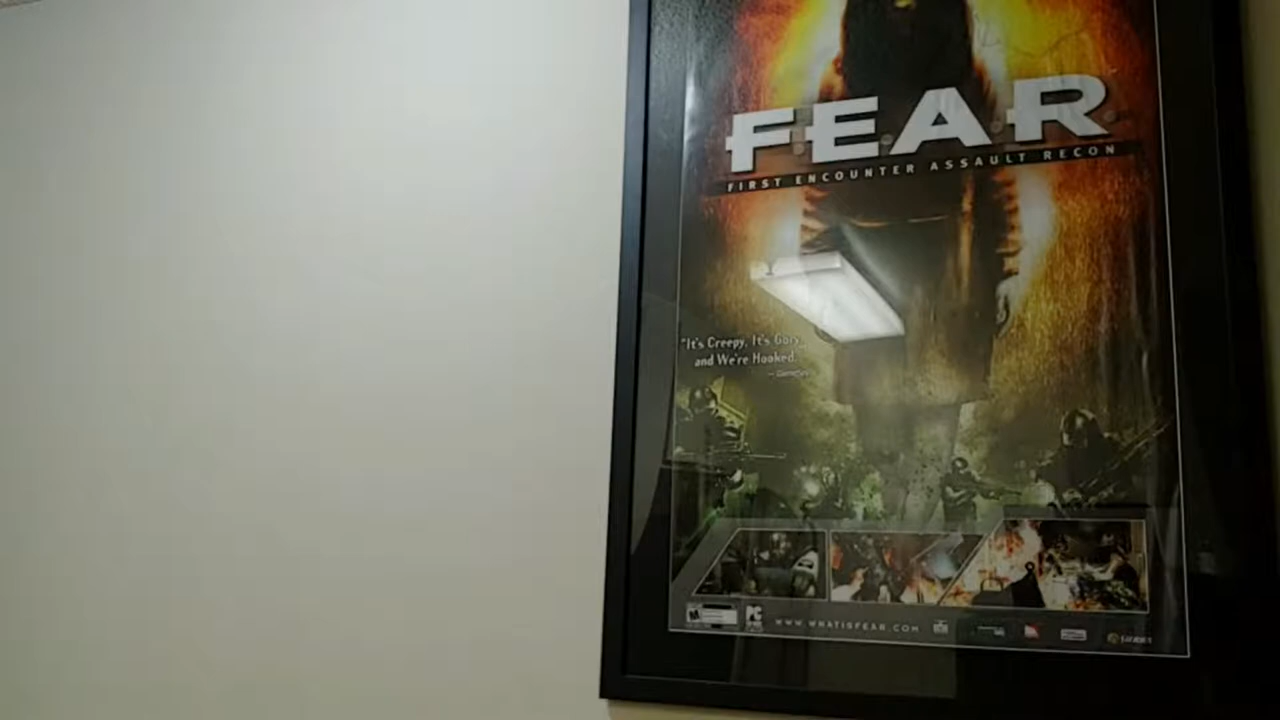 F.E.A.R.
FIRST ENCOUNTER ASSAULT RECON
"It's Creepy, It's Gory,
and We're Hooked."
M
PC
WWW.WHATISFEAR.COM